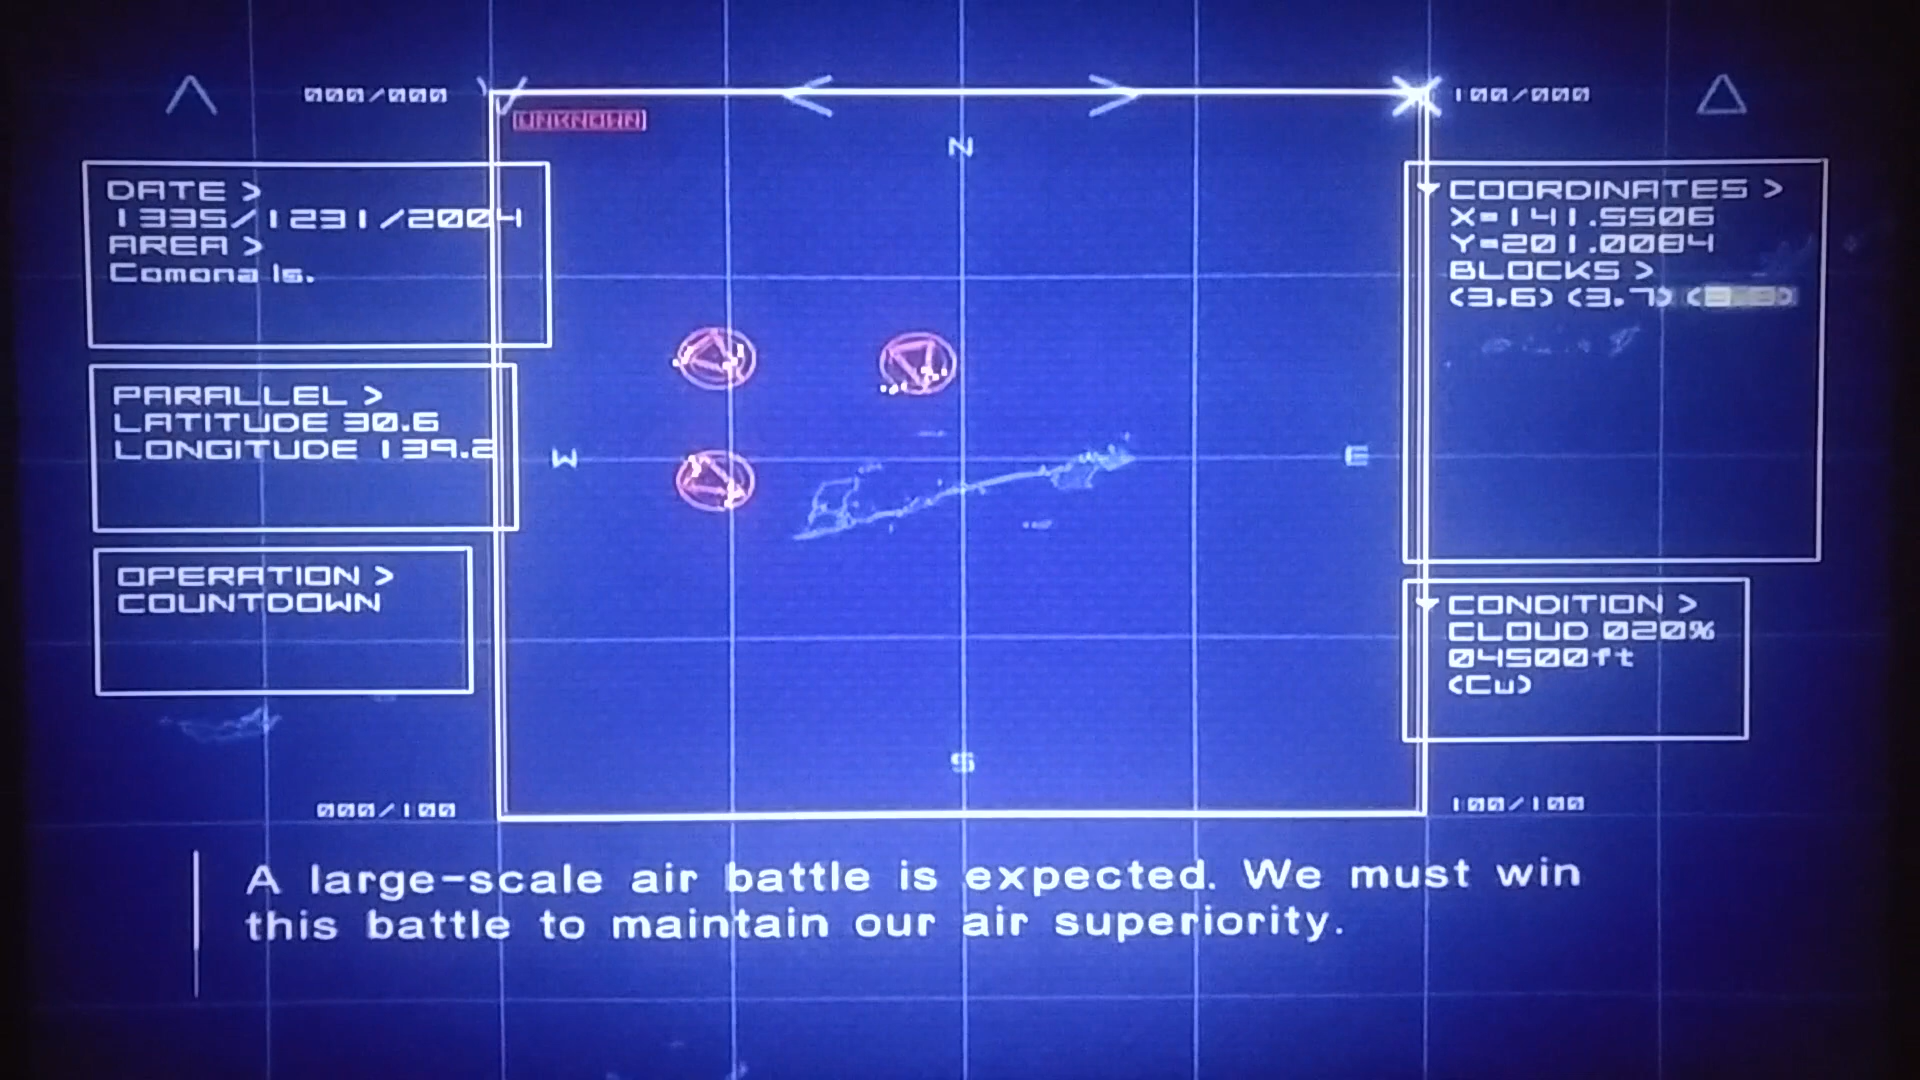 000/000
100/000
UNKNOWN
N
DATE >
1335/1231/2004
AREA >
Comona Is.
PARALLEL >
LATITUDE 30.6
LONGITUDE 139.2
OPERATION >
COUNTDOWN
W
E
S
COORDINATES >
X=141.5506
Y=201.0084
BLOCKS >
(3.6) (3.7)
CONDITION >
CLOUD 020%
04500ft
(Cu)
000/100
100/100
A large-scale air battle is expected. We must win
this battle to maintain our air superiority.